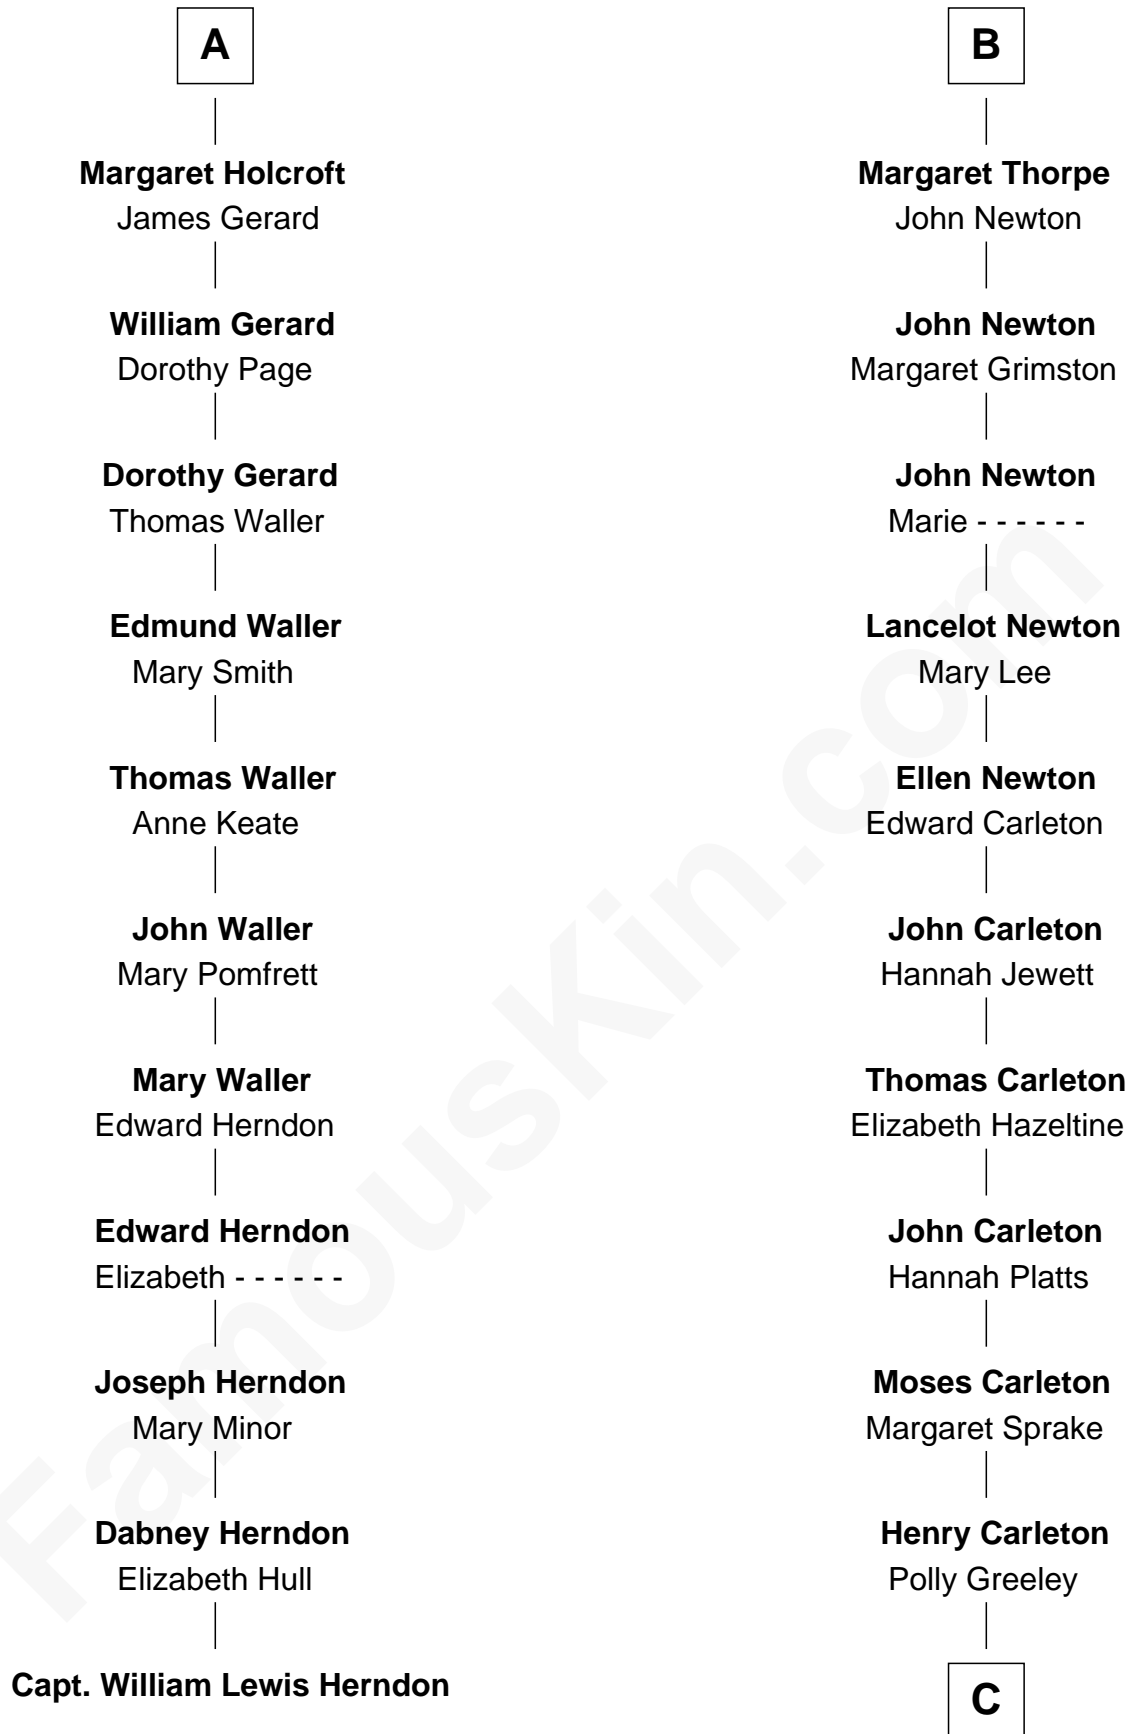 A
Margaret Holcroft
James Gerard
William Gerard
Dorothy Page
Dorothy Gerard
Thomas Waller
Edmund Waller
Mary Smith
Thomas Waller
Anne Keate
John Waller
Mary Pomfrett
Mary Waller
Edward Herndon
Edward Herndon
Elizabeth - - - - - -
Joseph Herndon
Mary Minor
Dabney Herndon
Elizabeth Hull
Capt. William Lewis Herndon
B
Margaret Thorpe
John Newton
John Newton
Margaret Grimston
John Newton
Marie - - - - - -
Lancelot Newton
Mary Lee
Ellen Newton
Edward Carleton
John Carleton
Hannah Jewett
Thomas Carleton
Elizabeth Hazeltine
John Carleton
Hannah Platts
Moses Carleton
Margaret Sprake
Henry Carleton
Polly Greeley
C
FamousKin.com